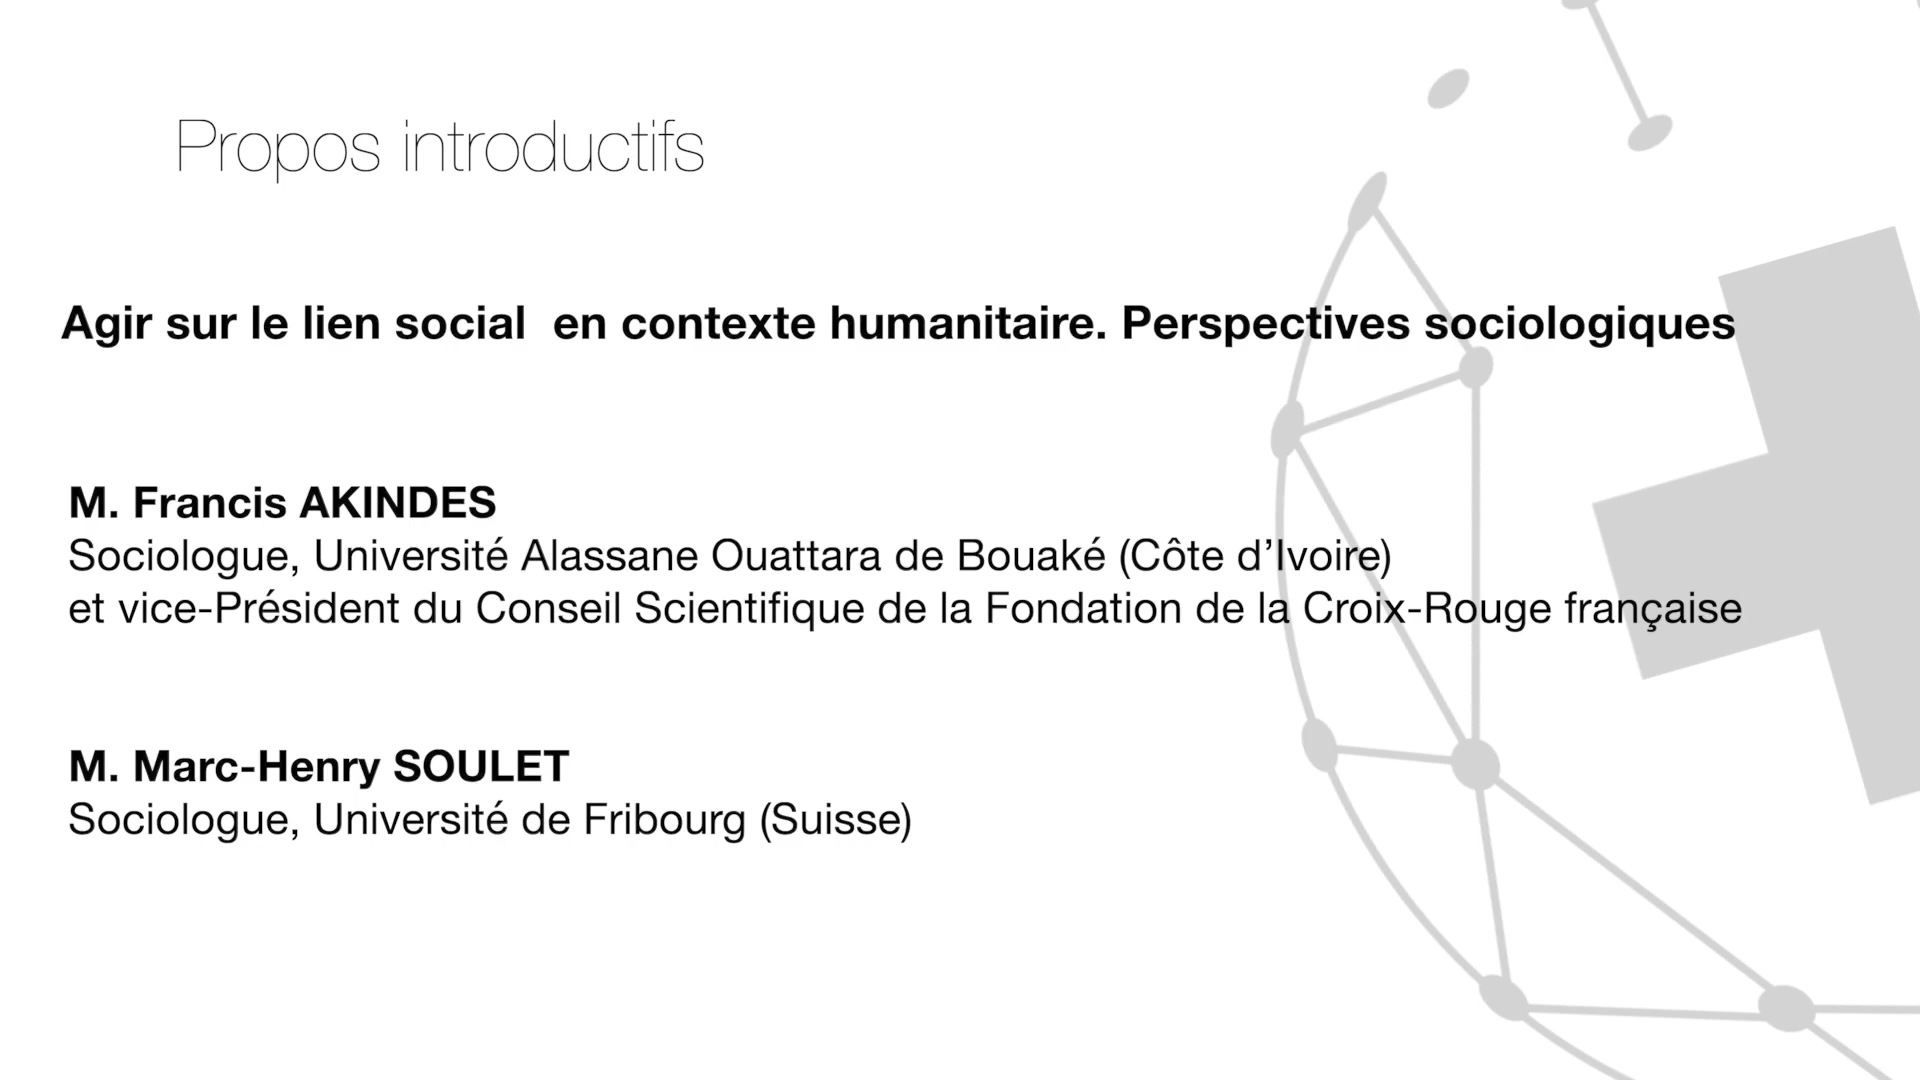 Propos introductifs
Agir sur le lien social  en contexte humanitaire. Perspectives sociologiques
M. Francis AKINDES
Sociologue, Université Alassane Ouattara de Bouaké (Côte d’Ivoire)
et vice-Président du Conseil Scientifique de la Fondation de la Croix-Rouge française
M. Marc-Henry SOULET
Sociologue, Université de Fribourg (Suisse)